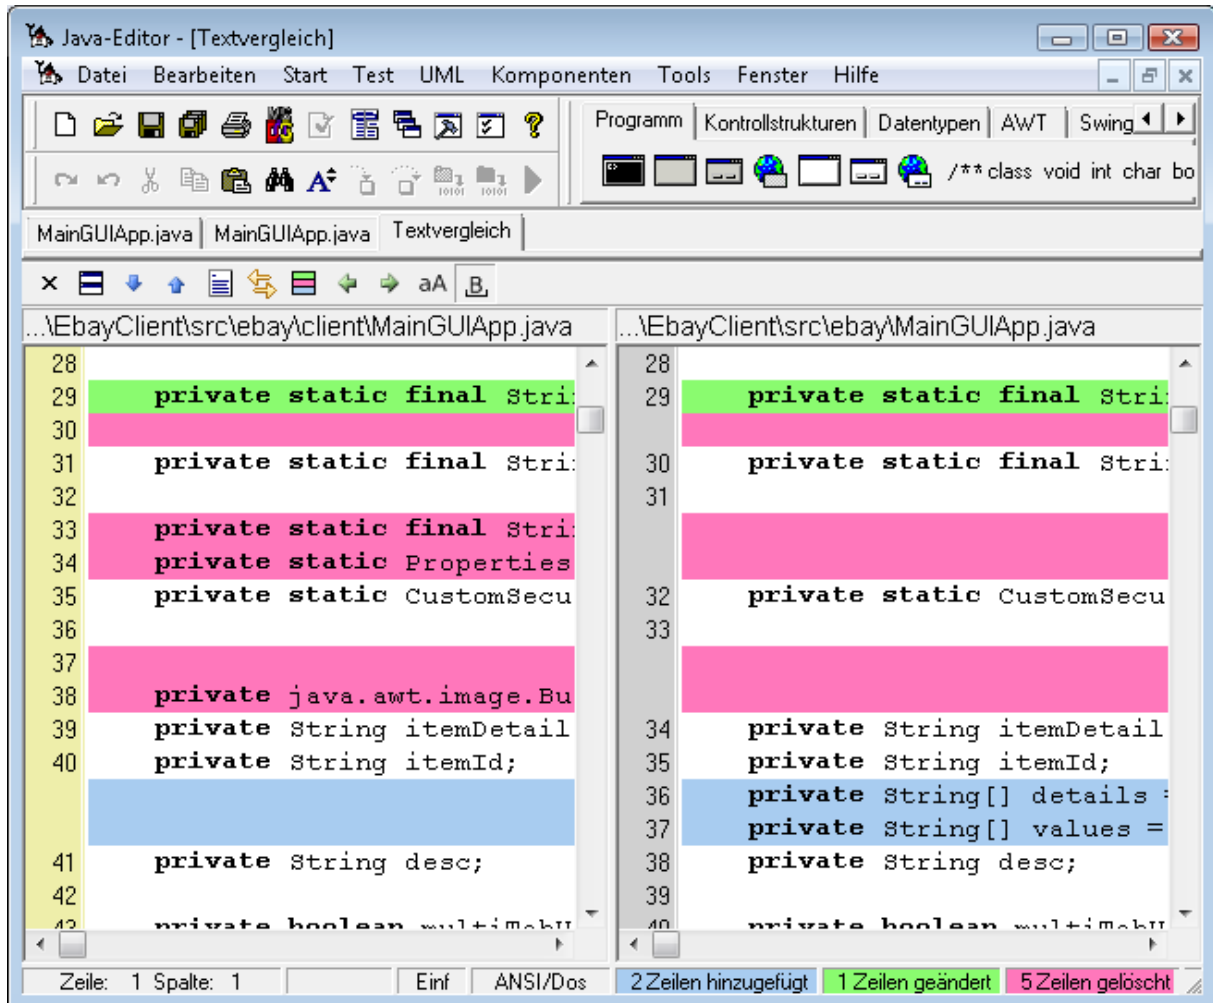 Java-Editor - [Textvergleich]
Datei Bearbeiten Start Test UML Komponenten Tools Fenster Hilfe
Programm Kontrollstrukturen Datentypen AWT Swing
/** class void int char bo
MainGUIApp.java MainGUIApp.java Textvergleich
aA B,
...\EbayClient\src\ebay\client\MainGUIApp.java
28
29 private static final Stri
30
31 private static final Stri
32
33 private static final Stri
34 private static Properties
35 private static CustomSecu
36
37
38 private java.awt.image.Bu
39 private String itemDetail
40 private String itemId;
41 private String desc;
42
43 private boolean
...\EbayClient\src\ebay\MainGUIApp.java
28
29 private static final Stri
30 private static final Stri
31
32 private static CustomSecu
33
34 private String itemDetail
35 private String itemId;
36 private String[] details =
37 private String[] values =
38 private String desc;
39
40 private boolean
Zeile: 1 Spalte: 1 Einf ANSI/Dos 2 Zeilen hinzugefügt 1 Zeilen geändert 5 Zeilen gelöscht